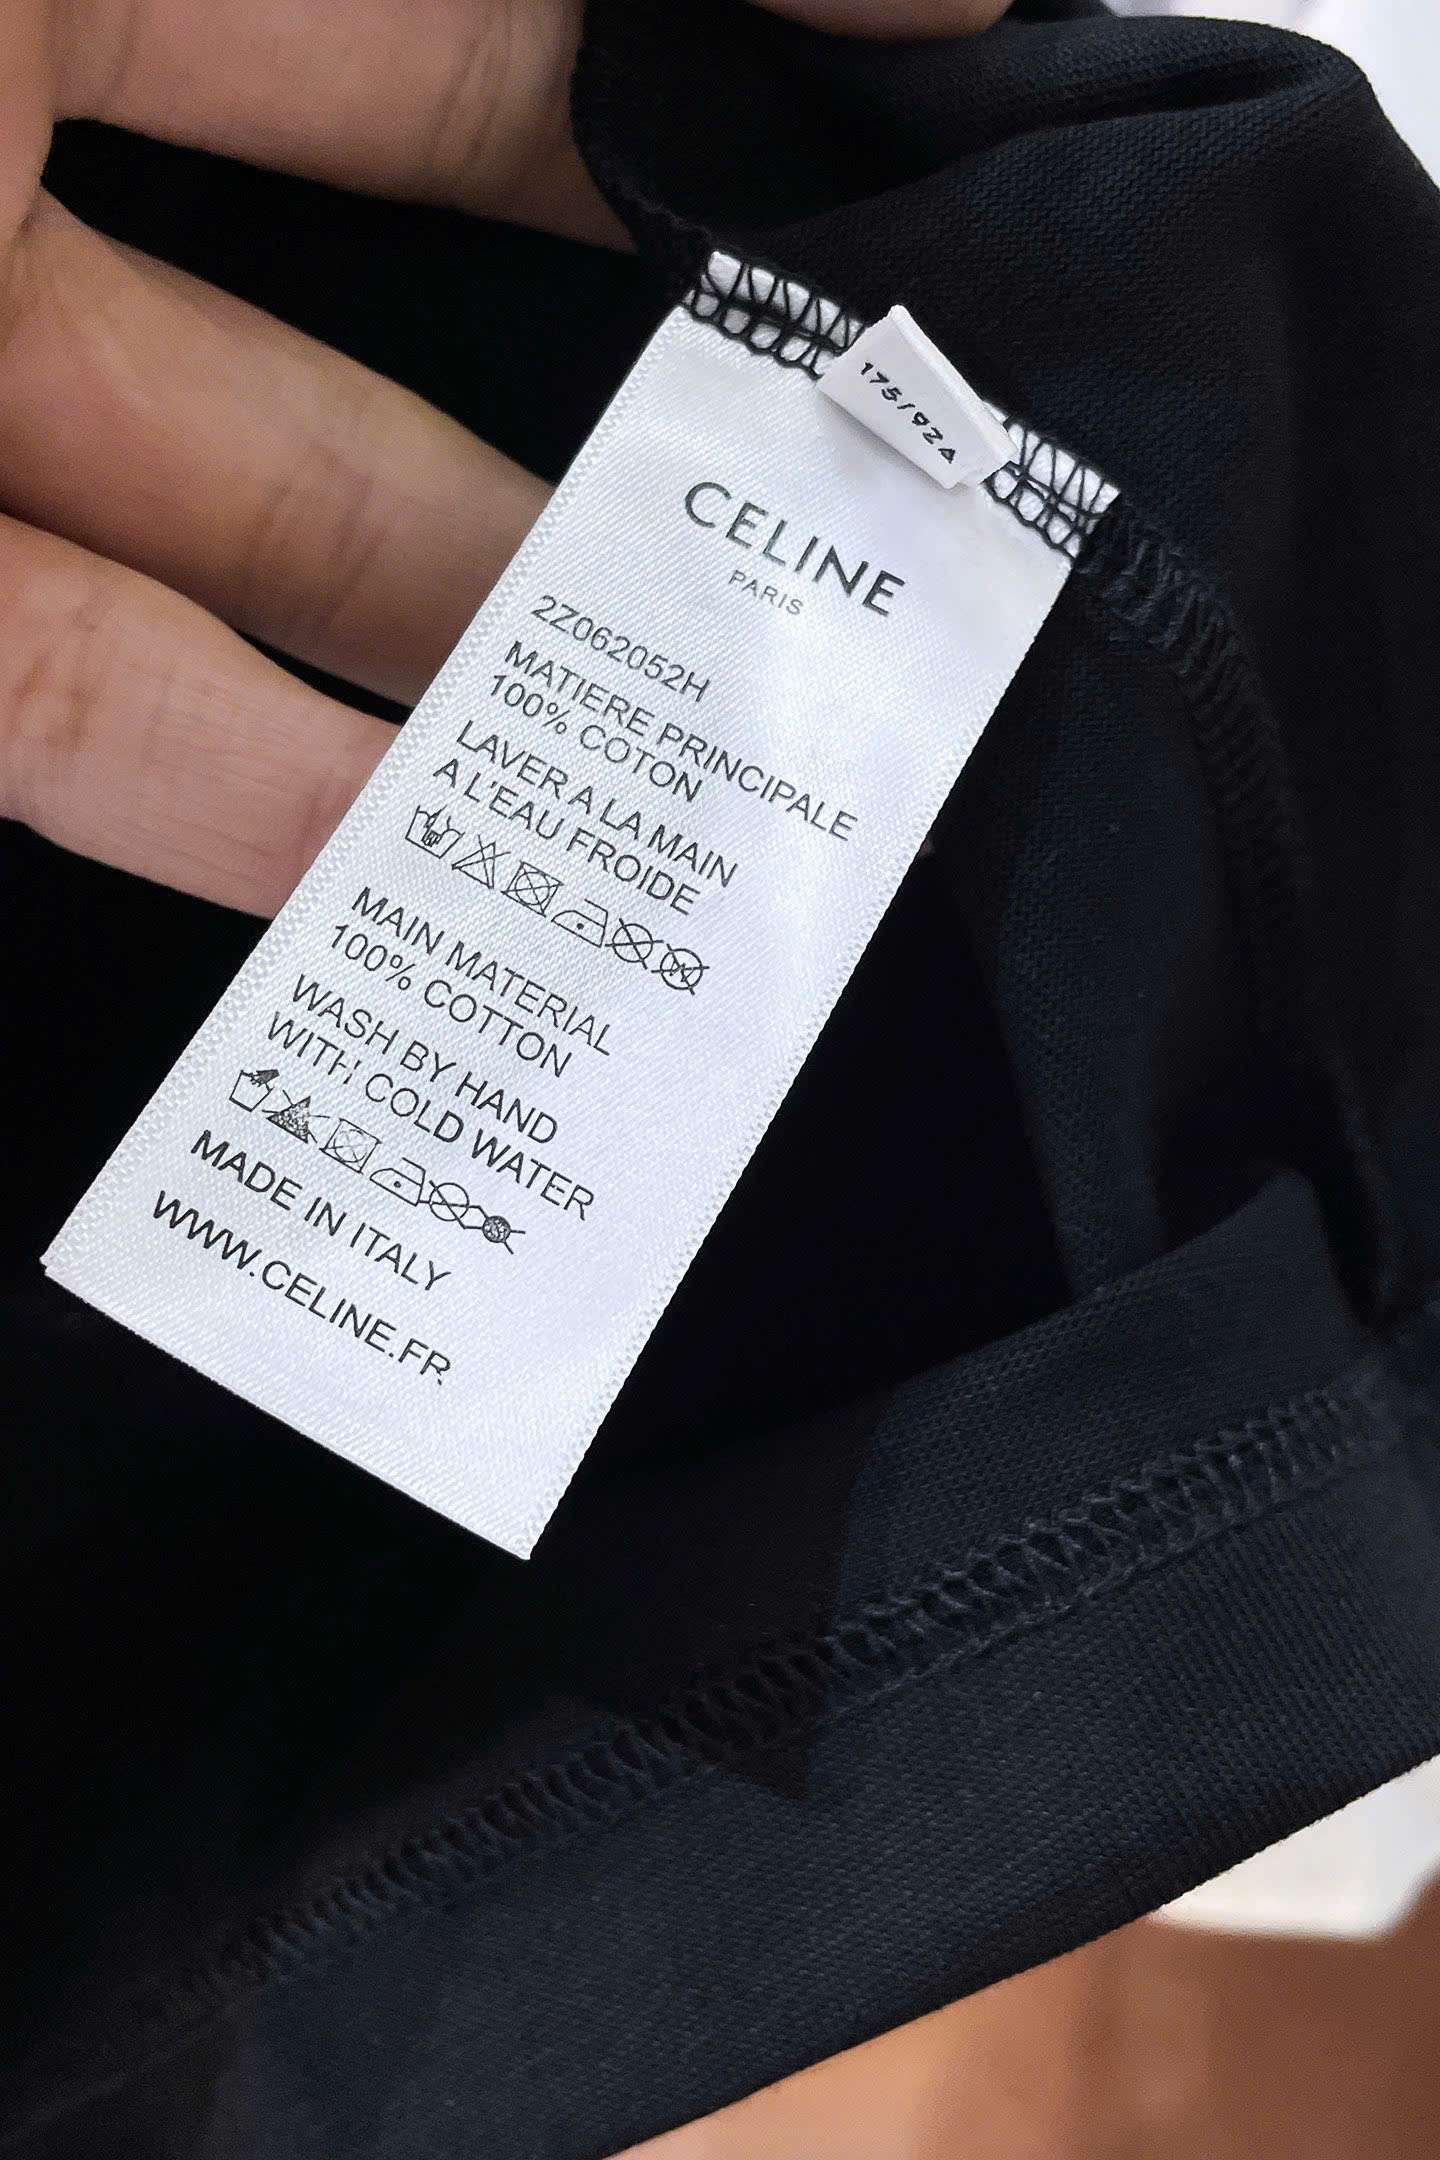 175/92A
CELINE
PARIS
2Z062052H
MATIERE PRINCIPALE
100% COTON
LAVER A LA MAIN
A L'EAU FROIDE
MAIN MATERIAL
100% COTTON
WASH BY HAND
WITH COLD WATER
MADE IN ITALY
WWW.CELINE.FR